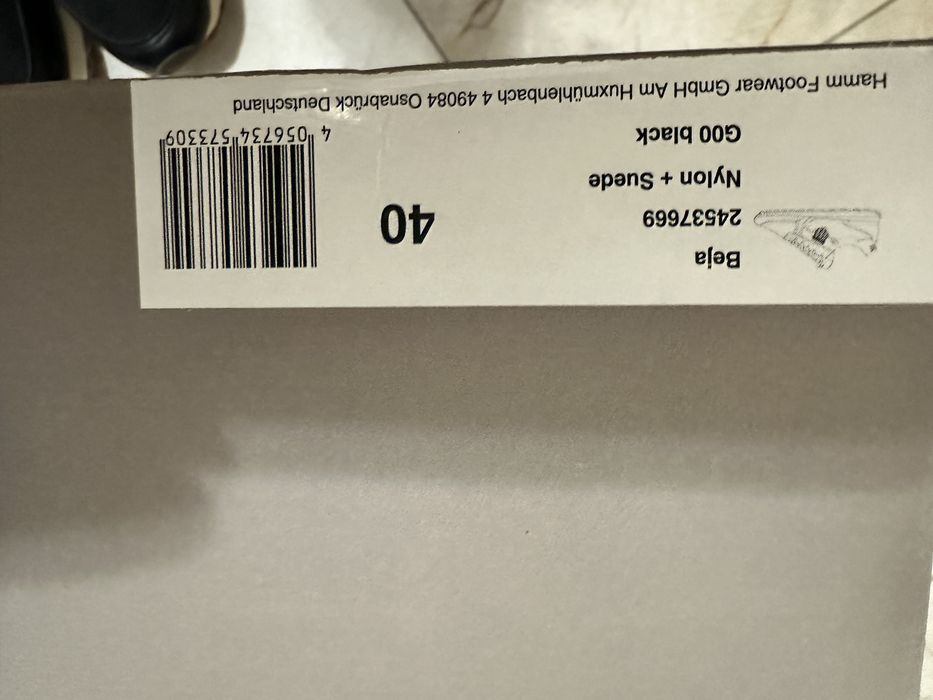 Beja
24537669
Nylon + Suede
G00 black
40
4 056734 573309
Hamm Footwear GmbH Am Huxmühlenbach 4 49084 Osnabrück Deutschland